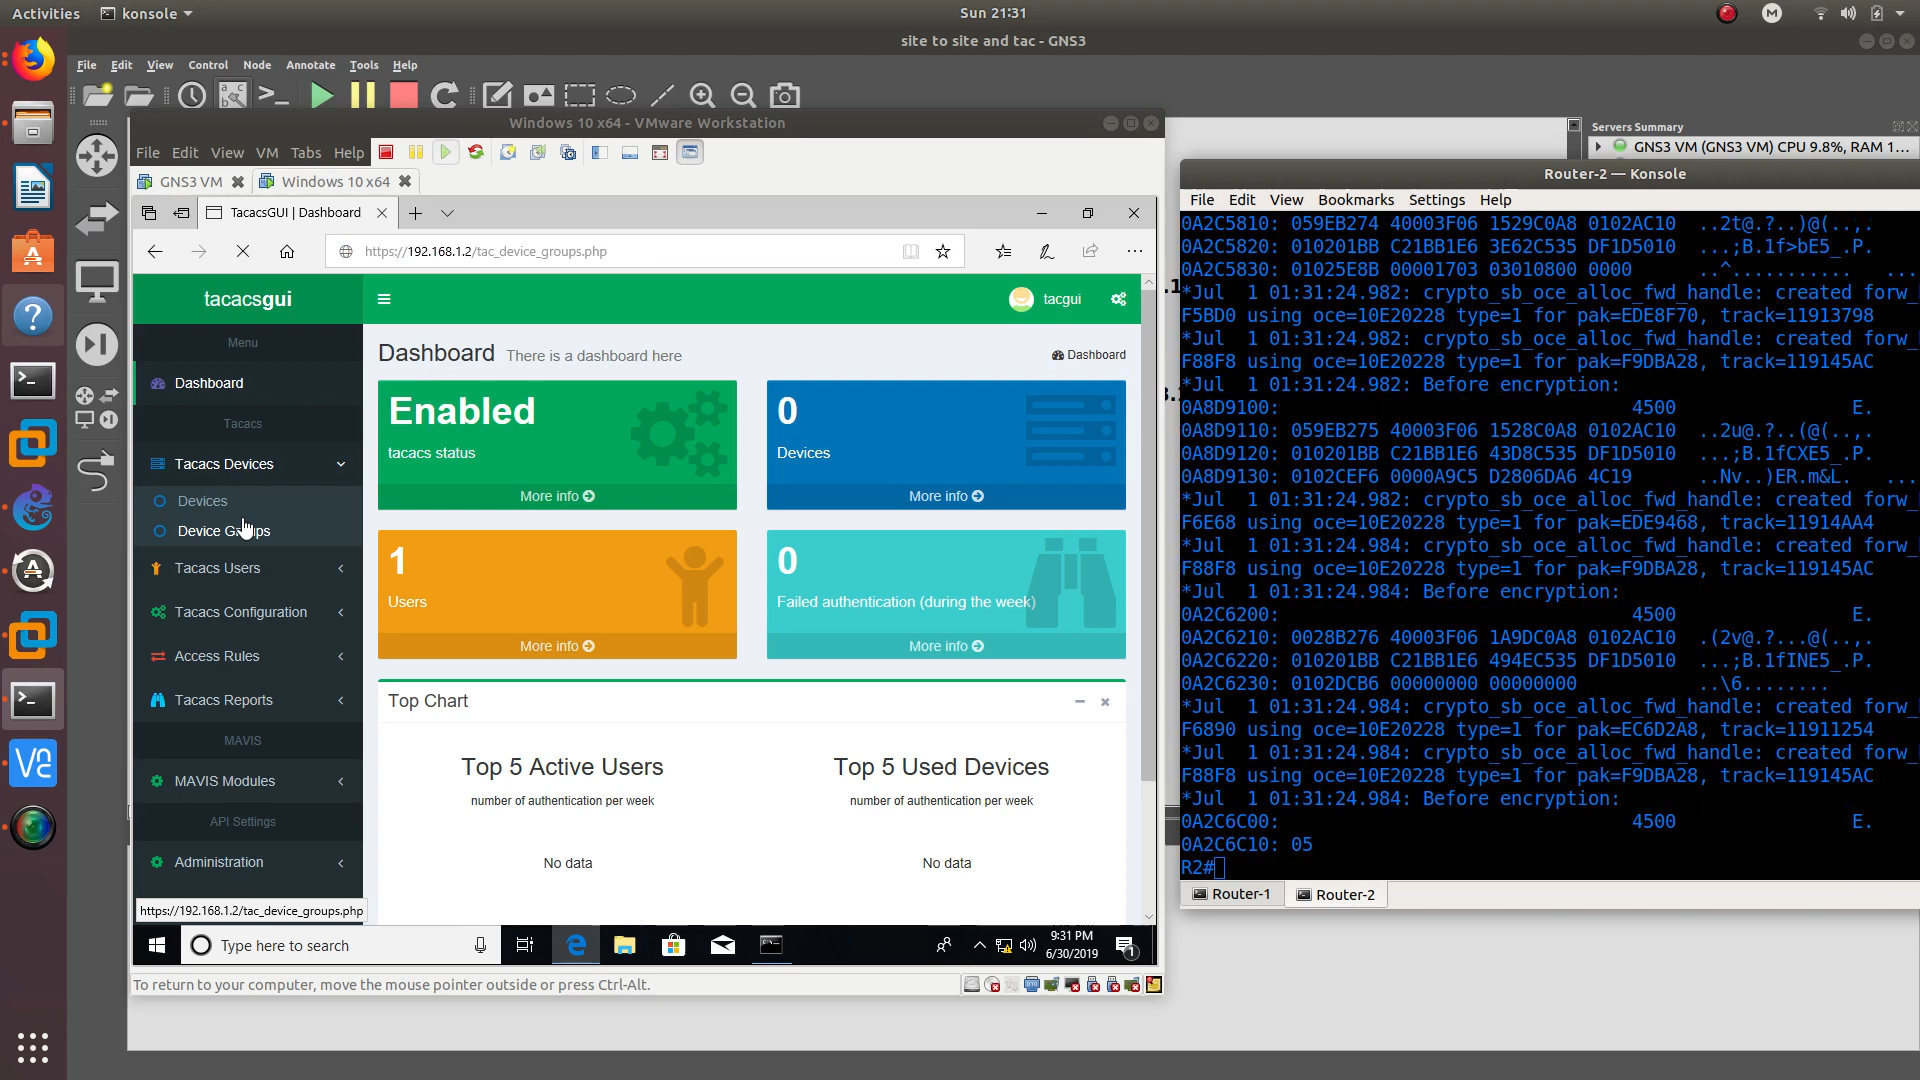 Activities
konsole
Sun 21:31
site to site and tac - GNS3
File Edit View Control Node Annotate Tools Help
Windows 10 x64 - VMware Workstation
File Edit View VM Tabs Help
GNS3 VM
Windows 10 x64
TacacsGUI | Dashboard
https://192.168.1.2/tac_device_groups.php
tacacsgui
tacgui
Menu
Dashboard
Tacacs
Tacacs Devices
Devices
Device Groups
Tacacs Users
Tacacs Configuration
Access Rules
Tacacs Reports
MAVIS
MAVIS Modules
API Settings
Administration
https://192.168.1.2/tac_device_groups.php
Dashboard There is a dashboard here
Dashboard
Enabled
tacacs status
More info
0
Devices
More info
1
Users
More info
0
Failed authentication (during the week)
More info
Top Chart
Top 5 Active Users
number of authentication per week
No data
Top 5 Used Devices
number of authentication per week
No data
Type here to search
9:31 PM
6/30/2019
1
To return to your computer, move the mouse pointer outside or press Ctrl-Alt.
Servers Summary
GNS3 VM (GNS3 VM) CPU 9.8%, RAM 1...
Router-2 — Konsole
File Edit View Bookmarks Settings Help
0A2C5810: 059EB274 40003F06 1529C0A8 0102AC10 ..2t@.?..)@(..,.
0A2C5820: 010201BB C21BB1E6 3E62C535 DF1D5010 ...;B.1f>bE5_.P.
0A2C5830: 01025E8B 00001703 03010800 0000 ..^........... ...
*Jul 1 01:31:24.982: crypto_sb_oce_alloc_fwd_handle: created forw_
F5BD0 using oce=10E20228 type=1 for pak=EDE8F70, track=11913798
*Jul 1 01:31:24.982: crypto_sb_oce_alloc_fwd_handle: created forw_
F88F8 using oce=10E20228 type=1 for pak=F9DBA28, track=119145AC
*Jul 1 01:31:24.982: Before encryption:
0A8D9100: 4500 E.
0A8D9110: 059EB275 40003F06 1528C0A8 0102AC10 ..2u@.?..(@(..,.
0A8D9120: 010201BB C21BB1E6 43D8C535 DF1D5010 ...;B.1fCXE5_.P.
0A8D9130: 0102CEF6 0000A9C5 D2806DA6 4C19 ..Nv..)ER.m&L. ...
*Jul 1 01:31:24.982: crypto_sb_oce_alloc_fwd_handle: created forw_
F6E68 using oce=10E20228 type=1 for pak=EDE9468, track=11914AA4
*Jul 1 01:31:24.984: crypto_sb_oce_alloc_fwd_handle: created forw_
F88F8 using oce=10E20228 type=1 for pak=F9DBA28, track=119145AC
*Jul 1 01:31:24.984: Before encryption:
0A2C6200: 4500 E.
0A2C6210: 0028B276 40003F06 1A9DC0A8 0102AC10 .(2v@.?...@(..,.
0A2C6220: 010201BB C21BB1E6 494EC535 DF1D5010 ...;B.1fINE5_.P.
0A2C6230: 0102DCB6 00000000 00000000 ..\6........
*Jul 1 01:31:24.984: crypto_sb_oce_alloc_fwd_handle: created forw_
F6890 using oce=10E20228 type=1 for pak=EC6D2A8, track=11911254
*Jul 1 01:31:24.984: crypto_sb_oce_alloc_fwd_handle: created forw_
F88F8 using oce=10E20228 type=1 for pak=F9DBA28, track=119145AC
*Jul 1 01:31:24.984: Before encryption:
0A2C6C00: 4500 E.
0A2C6C10: 05
R2#
Router-1
Router-2